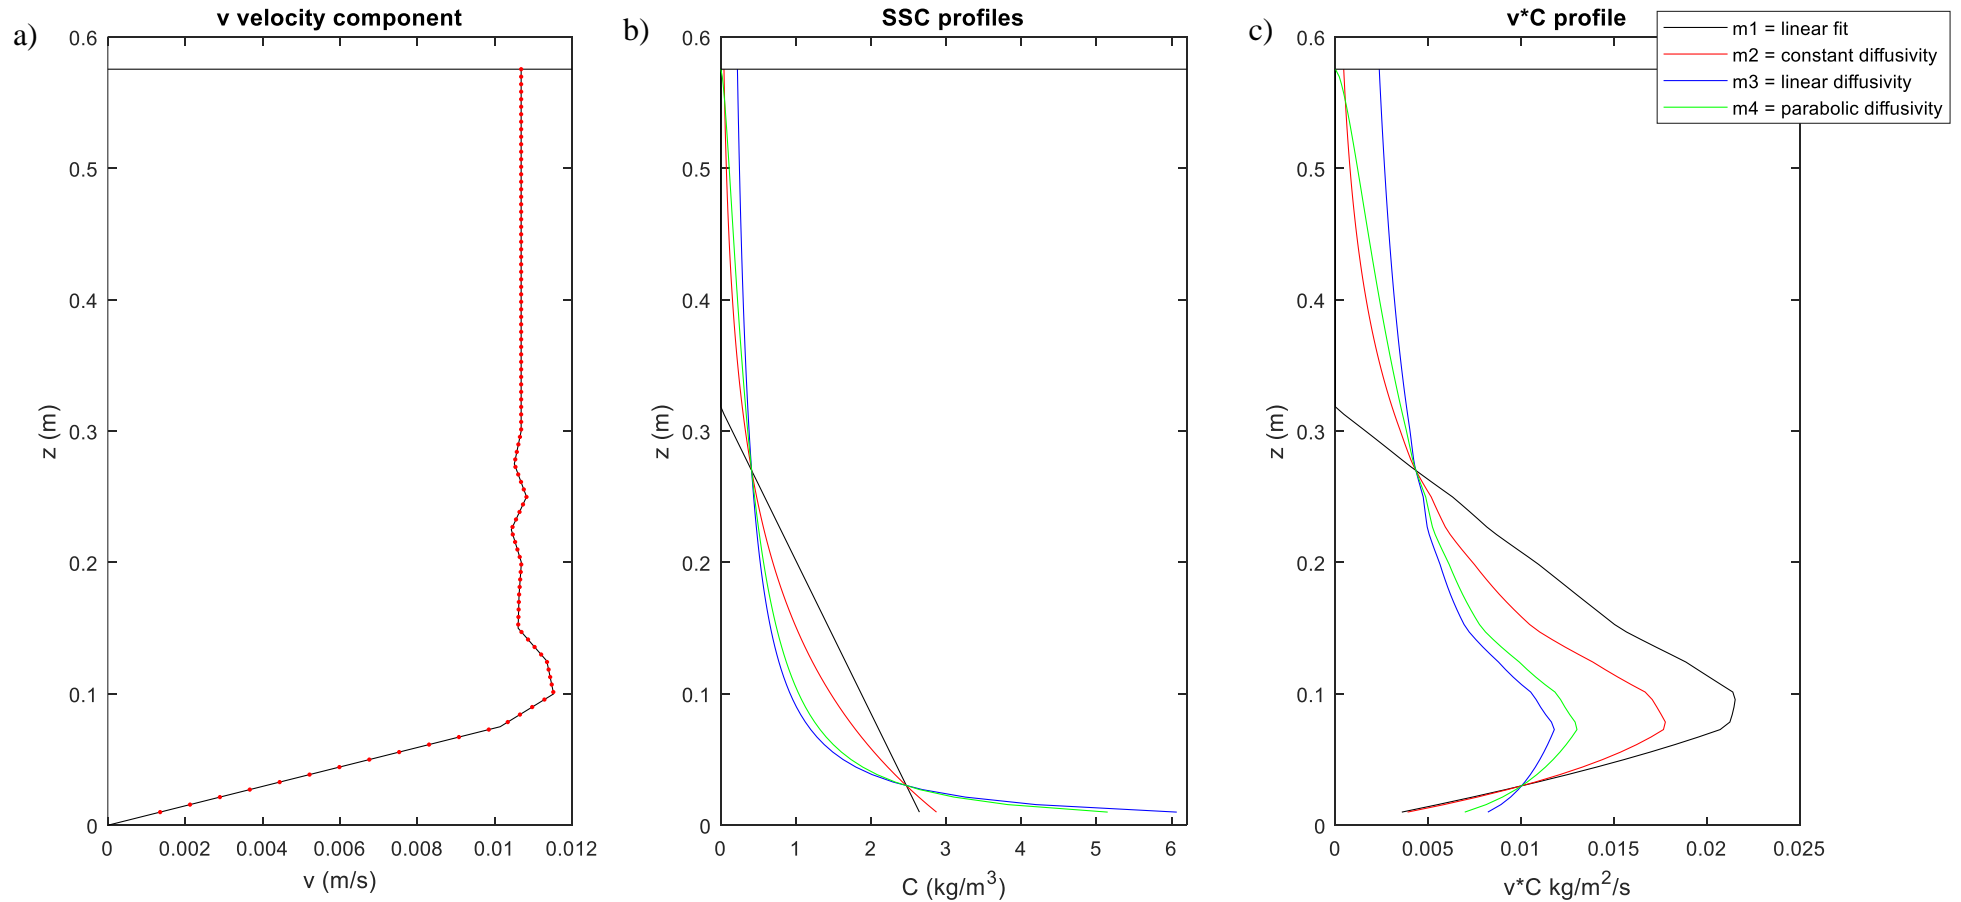 a)
v velocity component
0.6
0.5
0.4
0.3
0.2
0.1
0
z (m)
0 0.002 0.004 0.006 0.008 0.01 0.012
v (m/s)
b)
SSC profiles
0.6
0.5
0.4
0.3
0.2
0.1
0
z (m)
0 1 2 3 4 5 6
C (kg/m³)
c)
v*C profile
0.6
0.5
0.4
0.3
0.2
0.1
0
z (m)
0 0.005 0.01 0.015 0.02 0.025
v*C kg/m²/s
m1 = linear fit
m2 = constant diffusivity
m3 = linear diffusivity
m4 = parabolic diffusivity